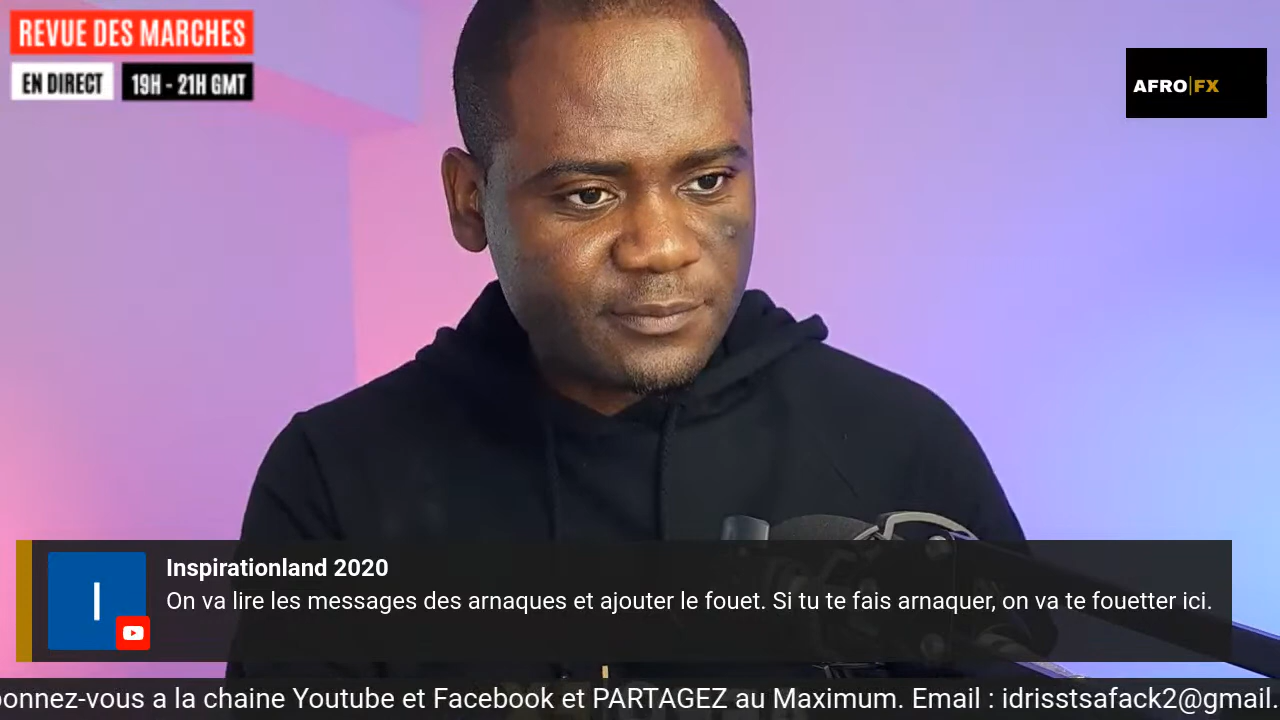 REVUE DES MARCHES
EN DIRECT
19H - 21H GMT
AFRO|FX
I
Inspirationland 2020
On va lire les messages des arnaques et ajouter le fouet. Si tu te fais arnaquer, on va te fouetter ici.
onnez-vous a la chaine Youtube et Facebook et PARTAGEZ au Maximum. Email : idrisstsafack2@gmail.